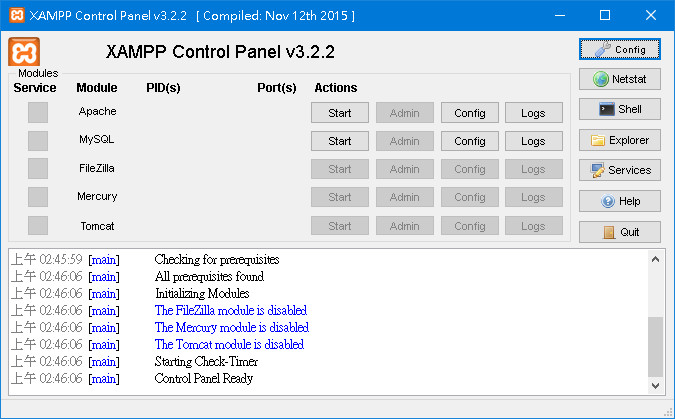 XAMPP Control Panel v3.2.2 [ Compiled: Nov 12th 2015 ]
XAMPP Control Panel v3.2.2
Config
Modules
Service Module PID(s) Port(s) Actions
Netstat
Apache Start Admin Config Logs
Shell
MySQL Start Admin Config Logs
Explorer
FileZilla Start Admin Config Logs
Services
Mercury Start Admin Config Logs
Help
Tomcat Start Admin Config Logs
Quit
上午 02:45:59 [main] Checking for prerequisites
上午 02:46:06 [main] All prerequisites found
上午 02:46:06 [main] Initializing Modules
上午 02:46:06 [main] The FileZilla module is disabled
上午 02:46:06 [main] The Mercury module is disabled
上午 02:46:06 [main] The Tomcat module is disabled
上午 02:46:06 [main] Starting Check-Timer
上午 02:46:06 [main] Control Panel Ready